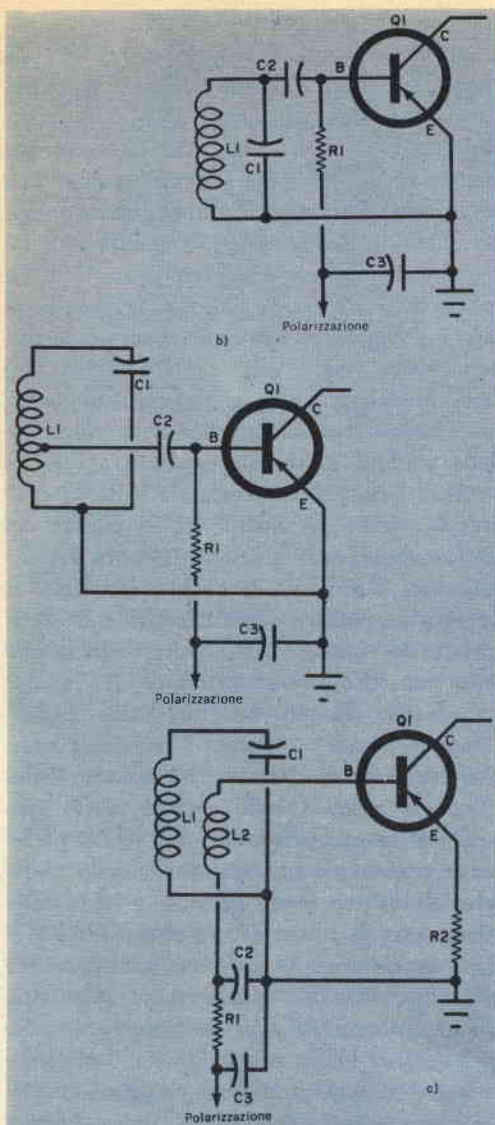 Q1
C
C2
B
E
L1
C1
R1
C3
Polarizzazione
b)
C1
Q1
C
L1
C2
B
E
R1
C3
Polarizzazione
Q1
C1
C
B
L1
L2
E
R2
C2
R1
C3
c)
Polarizzazione